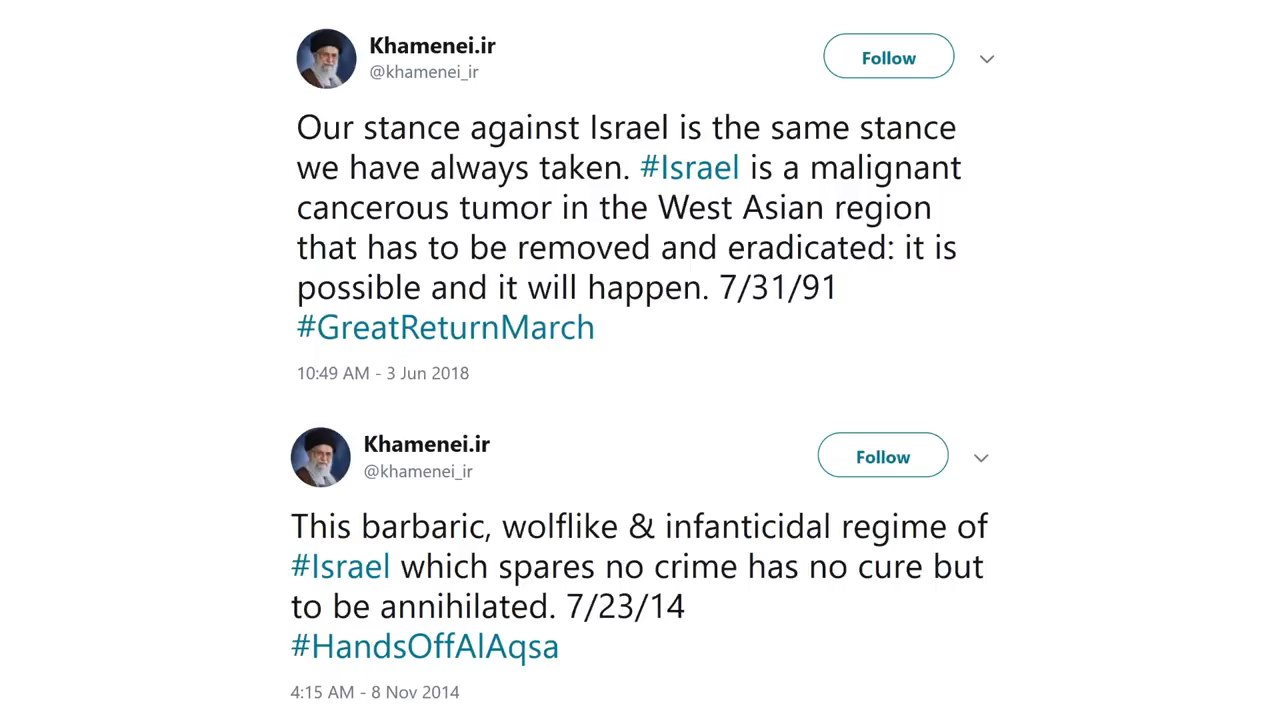 Khamenei.ir
@khamenei_ir
Follow
Our stance against Israel is the same stance
we have always taken. #Israel is a malignant
cancerous tumor in the West Asian region
that has to be removed and eradicated: it is
possible and it will happen. 7/31/91
#GreatReturnMarch
10:49 AM - 3 Jun 2018
Khamenei.ir
@khamenei_ir
Follow
This barbaric, wolflike & infanticidal regime of
#Israel which spares no crime has no cure but
to be annihilated. 7/23/14
#HandsOffAlAqsa
4:15 AM - 8 Nov 2014